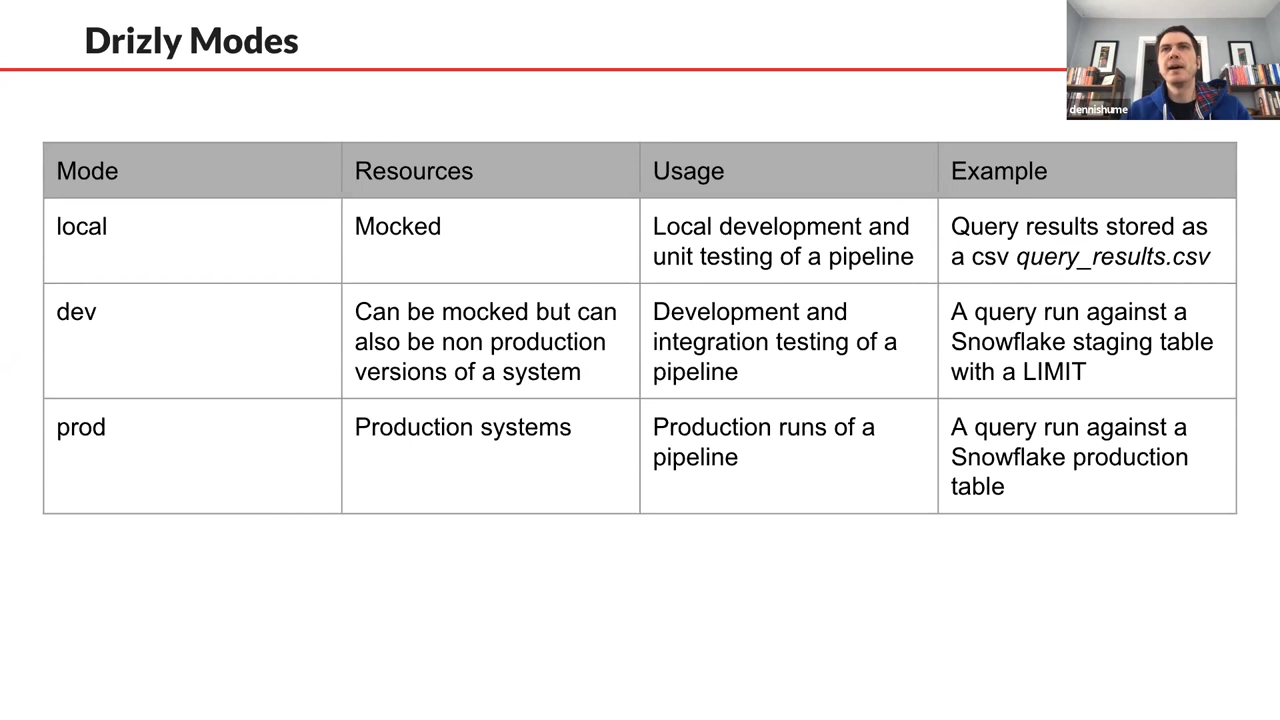 Drizly Modes
dennishume
Mode
Resources
Usage
Example
local
Mocked
Local development and
unit testing of a pipeline
Query results stored as
a csv query_results.csv
dev
Can be mocked but can
also be non production
versions of a system
Development and
integration testing of a
pipeline
A query run against a
Snowflake staging table
with a LIMIT
prod
Production systems
Production runs of a
pipeline
A query run against a
Snowflake production
table